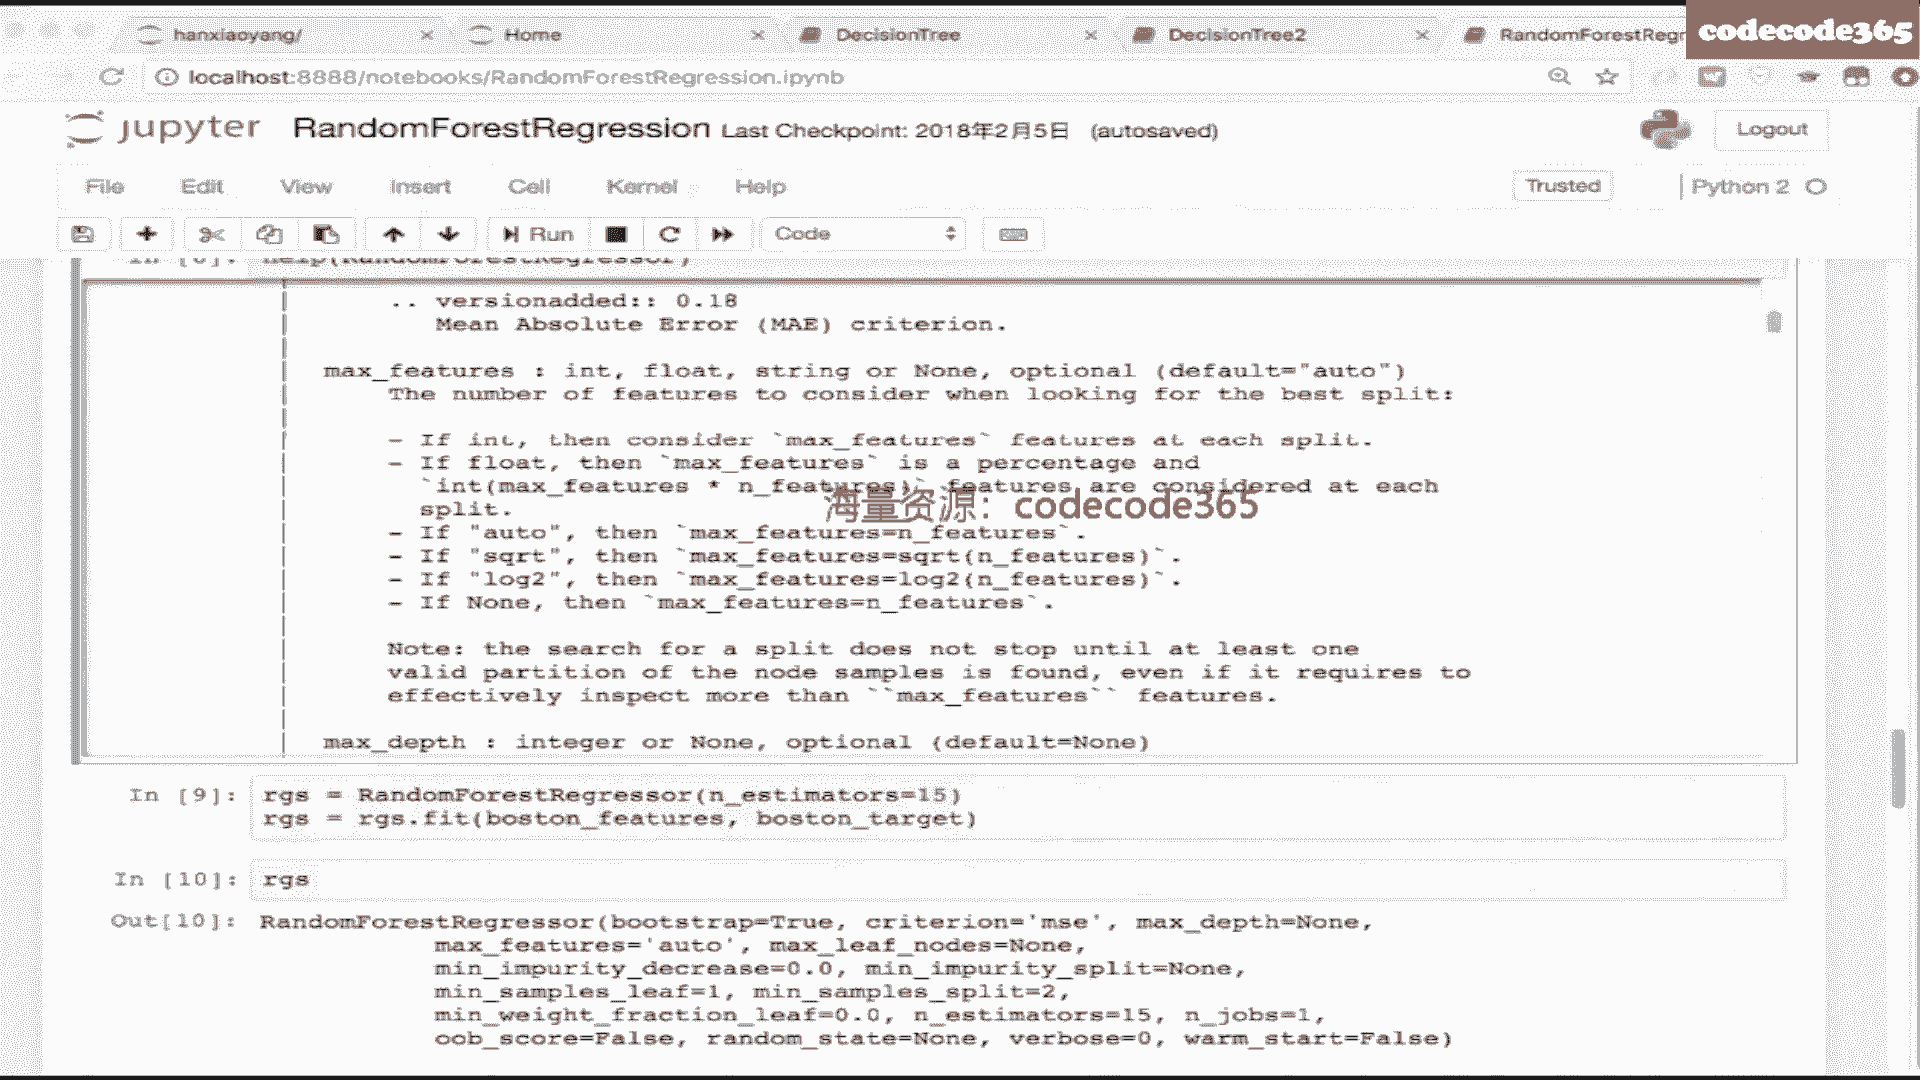 hanxiaoyang/
Home
DecisionTree
DecisionTree2
RandomForestRegr
codecode365
localhost:8888/notebooks/RandomForestRegression.ipynb
jupyter RandomForestRegression Last Checkpoint: 2018年2月5日 (autosaved)
Logout
File Edit View Insert Cell Kernel Help
Trusted
Python 2
Run
Code
In [8]: help(RandomForestRegressor)
.. versionadded:: 0.18
Mean Absolute Error (MAE) criterion.
max_features : int, float, string or None, optional (default="auto")
The number of features to consider when looking for the best split:
- If int, then consider `max_features` features at each split.
- If float, then `max_features` is a percentage and
`int(max_features * n_features)` features are considered at each
split.
海量资源：codecode365
- If "auto", then `max_features=n_features`.
- If "sqrt", then `max_features=sqrt(n_features)`.
- If "log2", then `max_features=log2(n_features)`.
- If None, then `max_features=n_features`.
Note: the search for a split does not stop until at least one
valid partition of the node samples is found, even if it requires to
effectively inspect more than ``max_features`` features.
max_depth : integer or None, optional (default=None)
In [9]: rgs = RandomForestRegressor(n_estimators=15)
rgs = rgs.fit(boston_features, boston_target)
In [10]: rgs
Out[10]: RandomForestRegressor(bootstrap=True, criterion='mse', max_depth=None,
max_features='auto', max_leaf_nodes=None,
min_impurity_decrease=0.0, min_impurity_split=None,
min_samples_leaf=1, min_samples_split=2,
min_weight_fraction_leaf=0.0, n_estimators=15, n_jobs=1,
oob_score=False, random_state=None, verbose=0, warm_start=False)